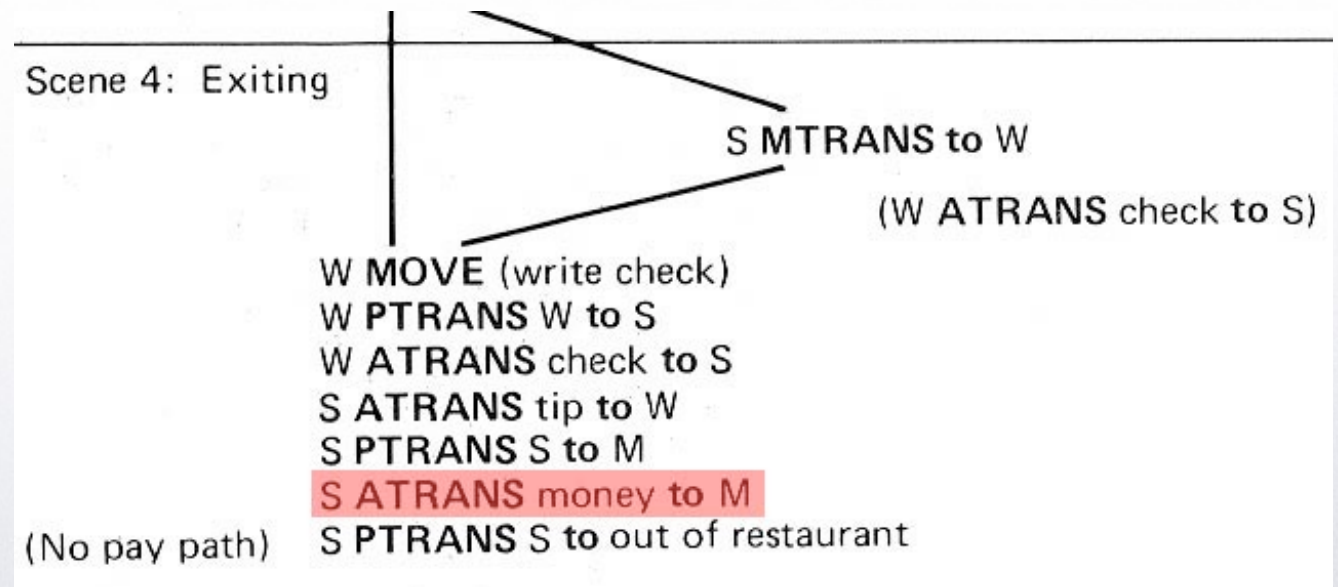 Scene 4: Exiting
S MTRANS to W
(W ATRANS check to S)
W MOVE (write check)
W PTRANS W to S
W ATRANS check to S
S ATRANS tip to W
S PTRANS S to M
S ATRANS money to M
(No pay path) S PTRANS S to out of restaurant